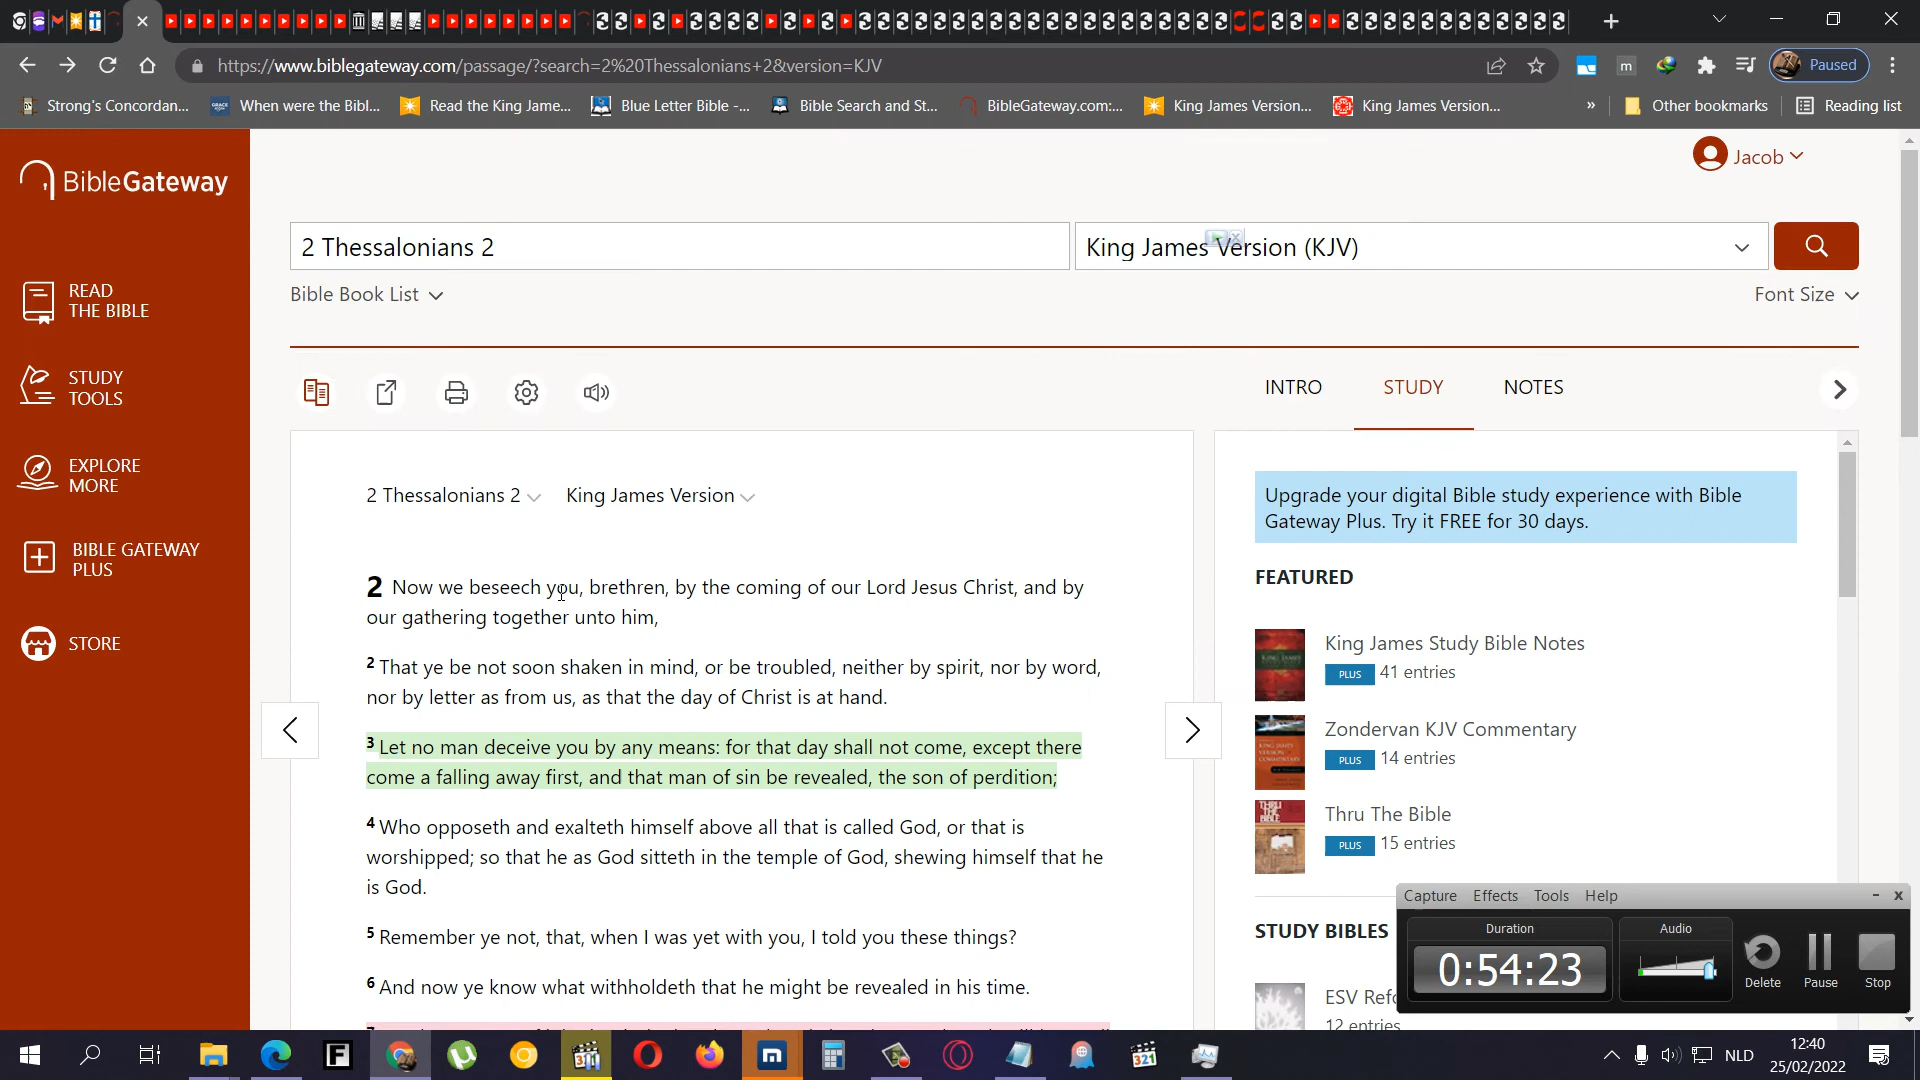 https://www.biblegateway.com/passage/?search=2%20Thessalonians+2&version=KJV
Paused
Strong's Concordan...
When were the Bibl...
Read the King Jame...
Blue Letter Bible -...
Bible Search and St...
BibleGateway.com:...
King James Version...
King James Version...
»
Other bookmarks
Reading list
BibleGateway
Jacob
2 Thessalonians 2
King James Version (KJV)
Bible Book List
Font Size
READ
THE BIBLE
STUDY
TOOLS
EXPLORE
MORE
BIBLE GATEWAY
PLUS
STORE
INTRO
STUDY
NOTES
2 Thessalonians 2
King James Version
2 Now we beseech you, brethren, by the coming of our Lord Jesus Christ, and by
our gathering together unto him,
2 That ye be not soon shaken in mind, or be troubled, neither by spirit, nor by word,
nor by letter as from us, as that the day of Christ is at hand.
3 Let no man deceive you by any means: for that day shall not come, except there
come a falling away first, and that man of sin be revealed, the son of perdition;
4 Who opposeth and exalteth himself above all that is called God, or that is
worshipped; so that he as God sitteth in the temple of God, shewing himself that he
is God.
5 Remember ye not, that, when I was yet with you, I told you these things?
6 And now ye know what withholdeth that he might be revealed in his time.
Upgrade your digital Bible study experience with Bible
Gateway Plus. Try it FREE for 30 days.
FEATURED
King James Study Bible Notes
PLUS 41 entries
Zondervan KJV Commentary
PLUS 14 entries
Thru The Bible
PLUS 15 entries
STUDY BIBLES
ESV Ref
12 entries
Capture Effects Tools Help
Duration
0:54:23
Audio
Delete
Pause
Stop
NLD
12:40
25/02/2022